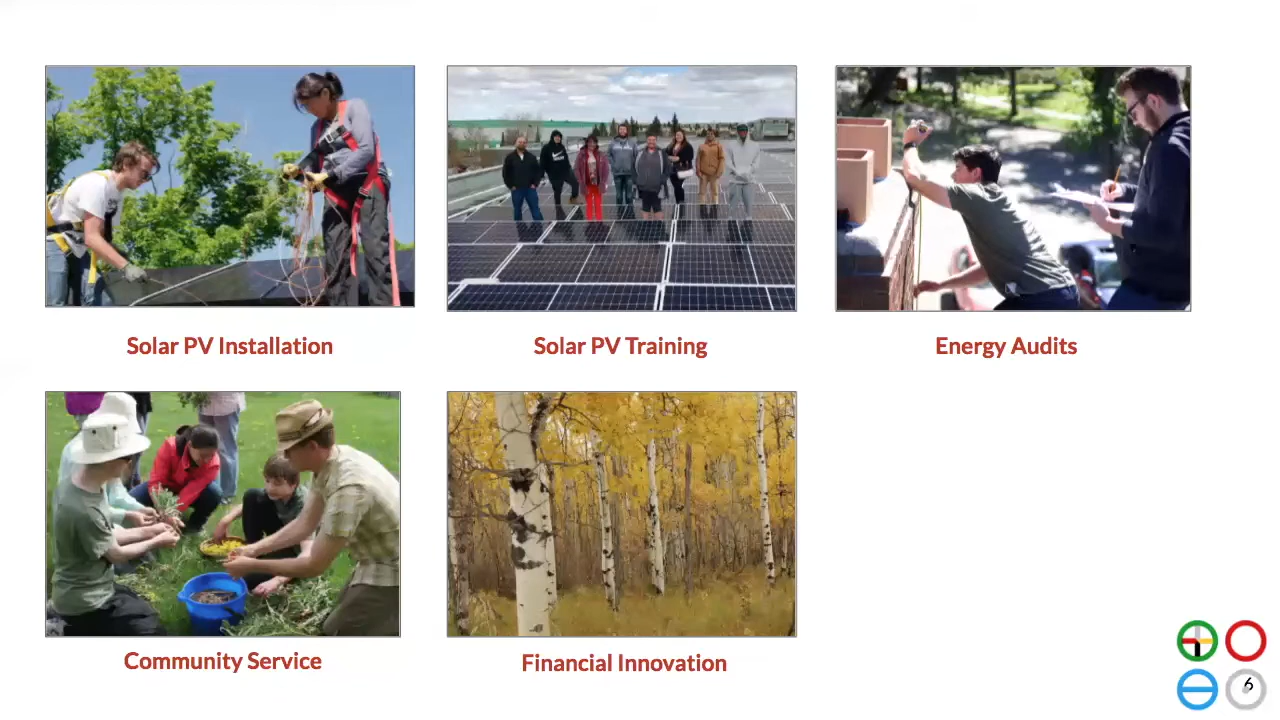 Solar PV Installation
Solar PV Training
Energy Audits
Community Service
Financial Innovation
6